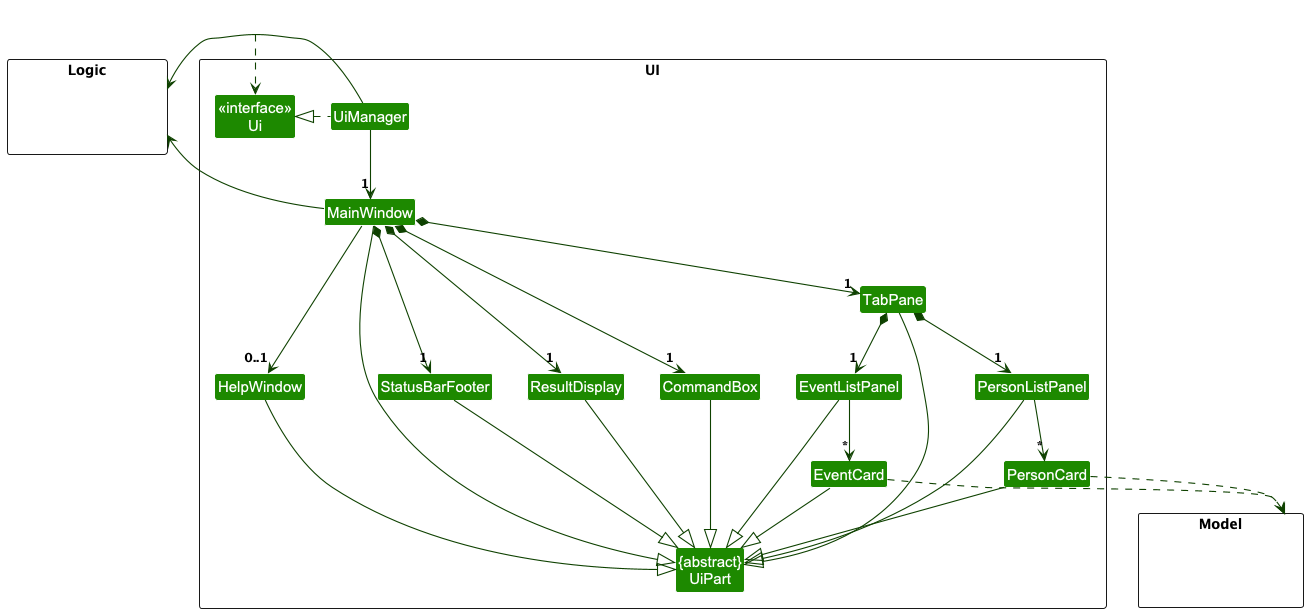 Logic
UI
«interface»
Ui
UiManager
1
MainWindow
1
TabPane
0..1
1
1
1
1
1
HelpWindow
StatusBarFooter
ResultDisplay
CommandBox
EventListPanel
PersonListPanel
*
*
EventCard
PersonCard
Model
{abstract}
UiPart